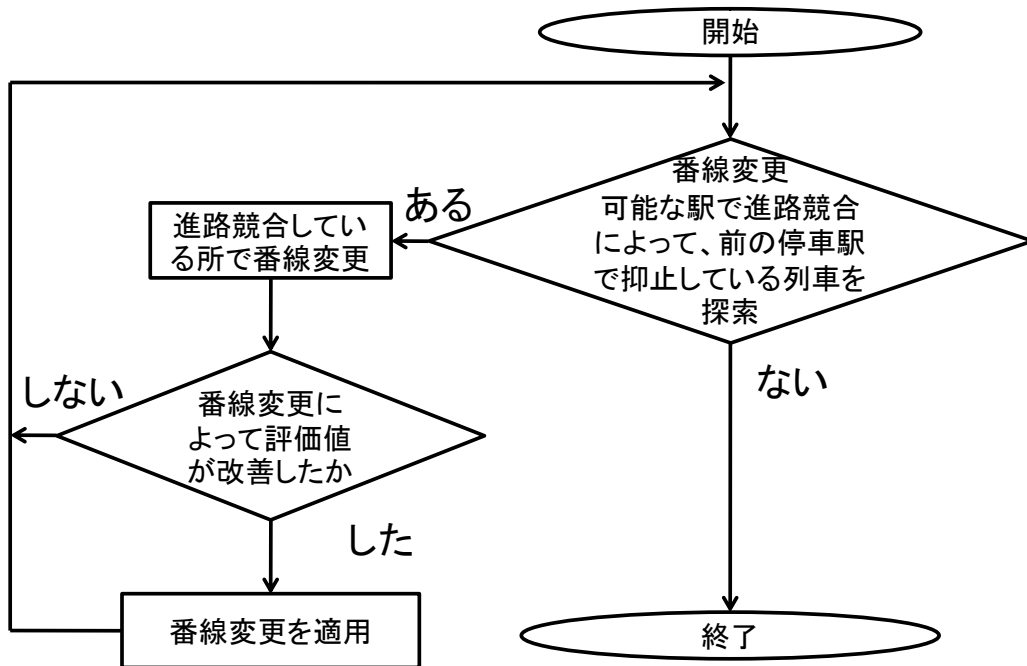 開始
番線変更
可能な駅で進路競合
によって、前の停車駅
で抑止している列車を
探索
ある
進路競合してい
る所で番線変更
ない
しない
番線変更に
よって評価値
が改善したか
した
番線変更を適用
終了